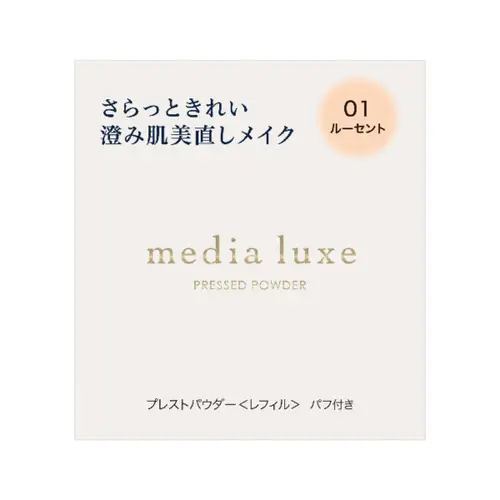 さらっときれい
澄み肌美直しメイク
01
ルーセント
media luxe
PRESSED POWDER
プレストパウダー<レフィル> パフ付き